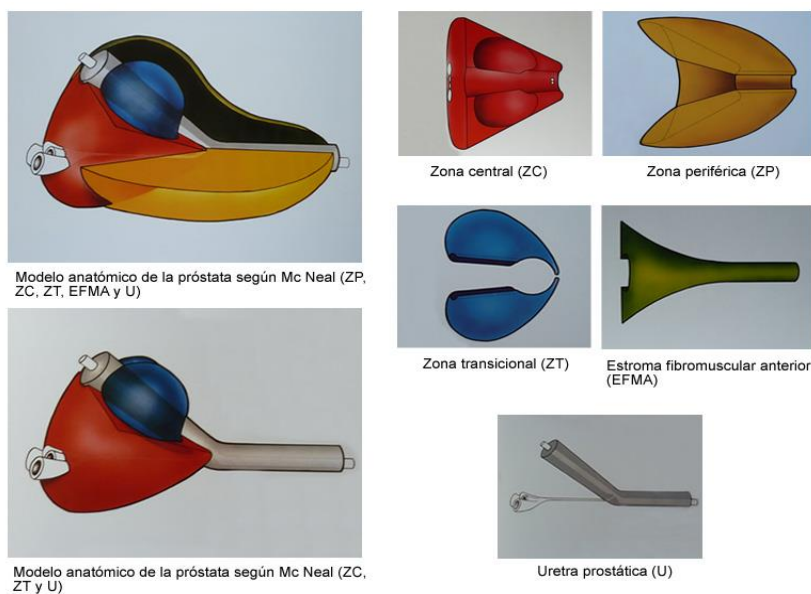 Modelo anatómico de la próstata según Mc Neal (ZP,
ZC, ZT, EFMA y U)
Modelo anatómico de la próstata según Mc Neal (ZC,
ZT y U)
Zona central (ZC)
Zona periférica (ZP)
Zona transicional (ZT)
Estroma fibromuscular anterior
(EFMA)
Uretra prostática (U)